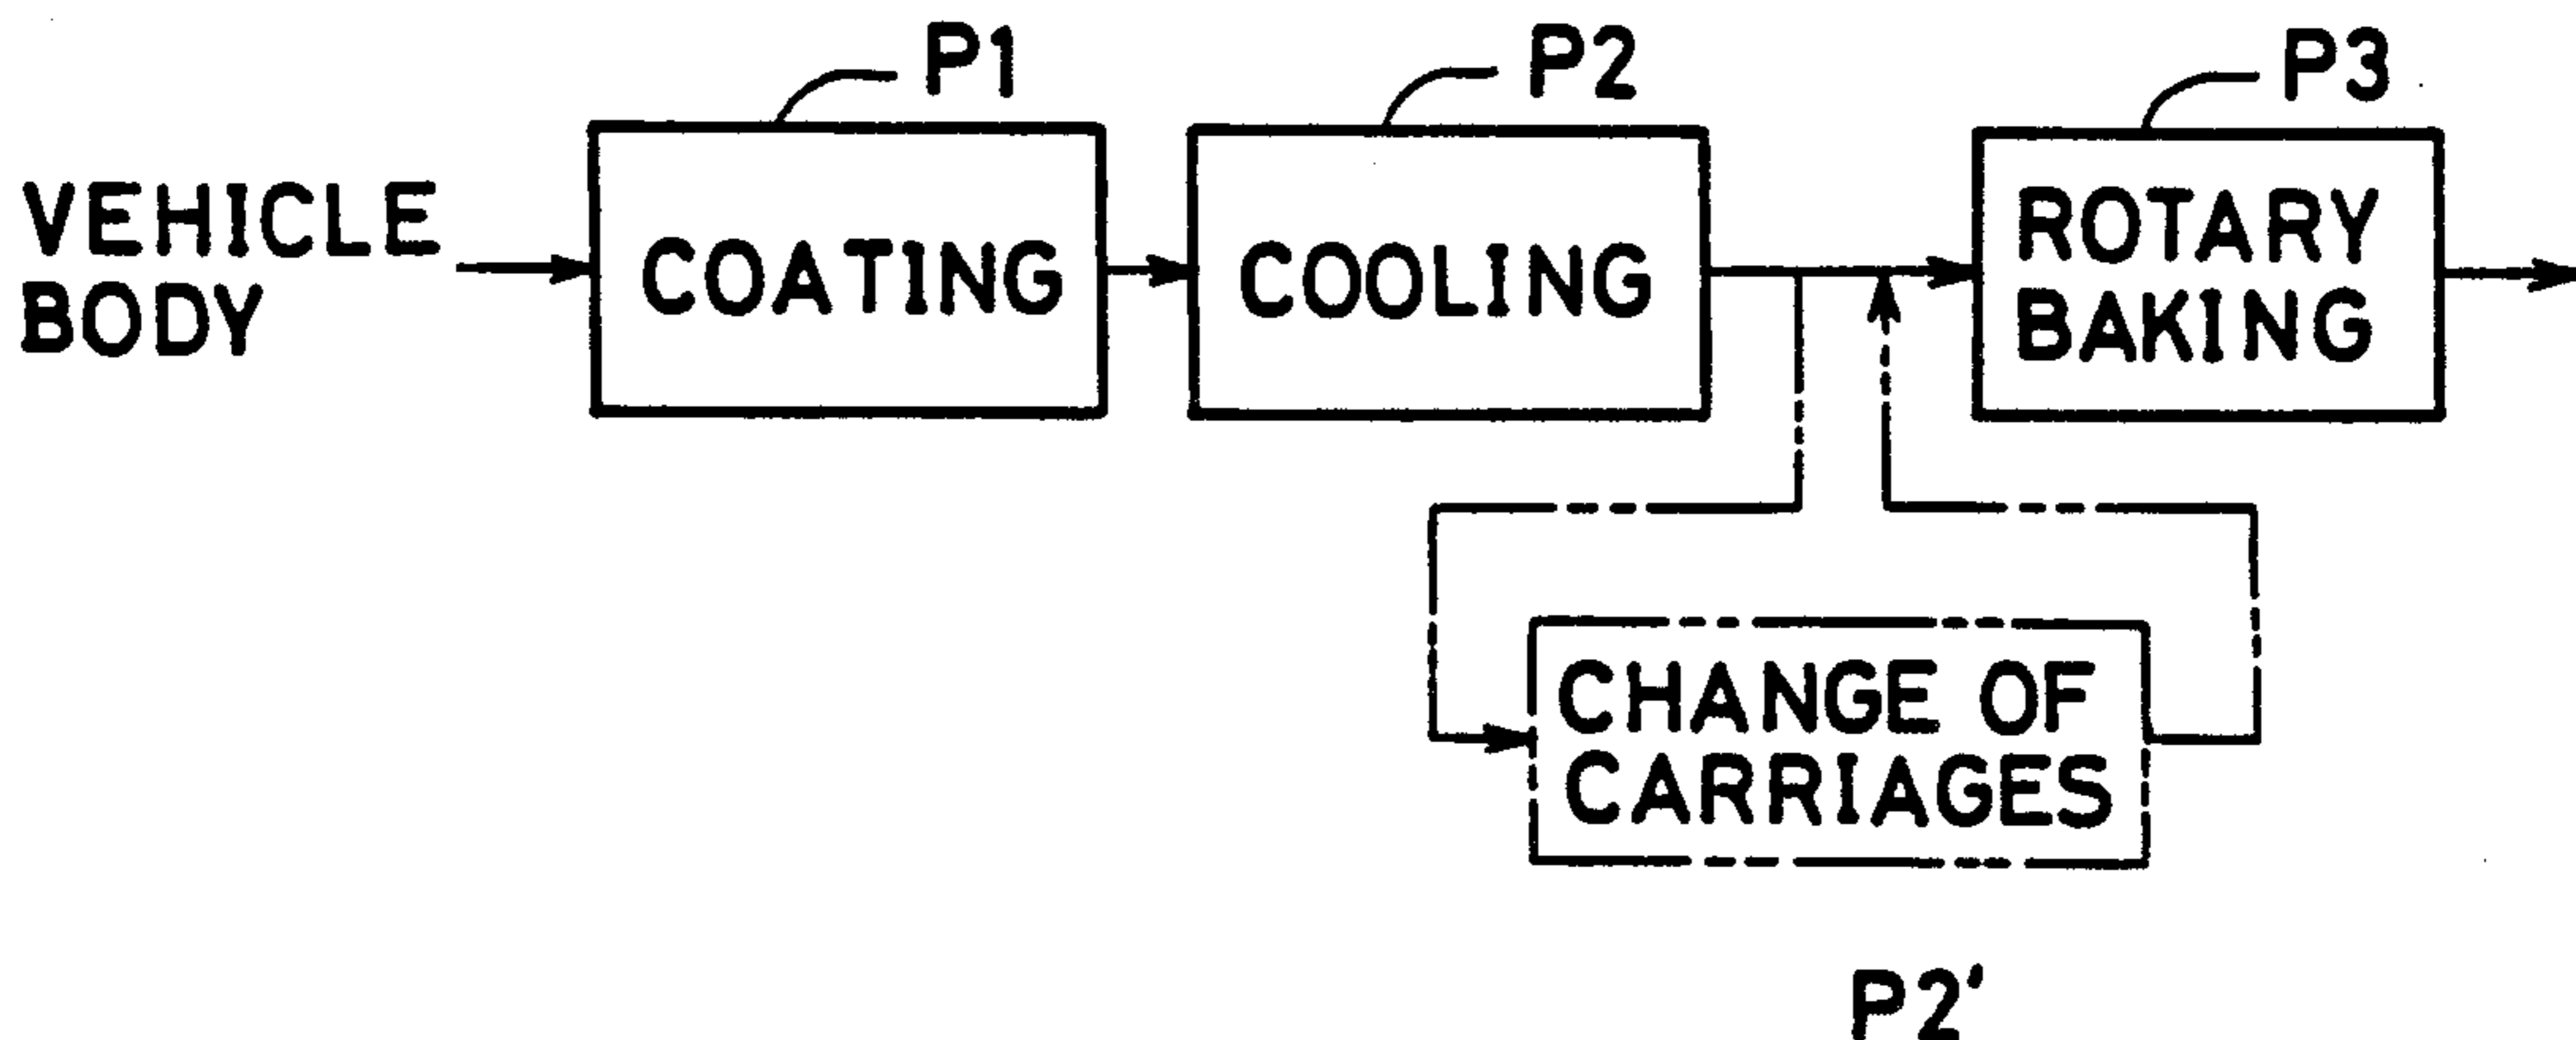 P1
P2
P3
VEHICLE
BODY
COATING
COOLING
ROTARY
BAKING
CHANGE OF
CARRIAGES
P2'